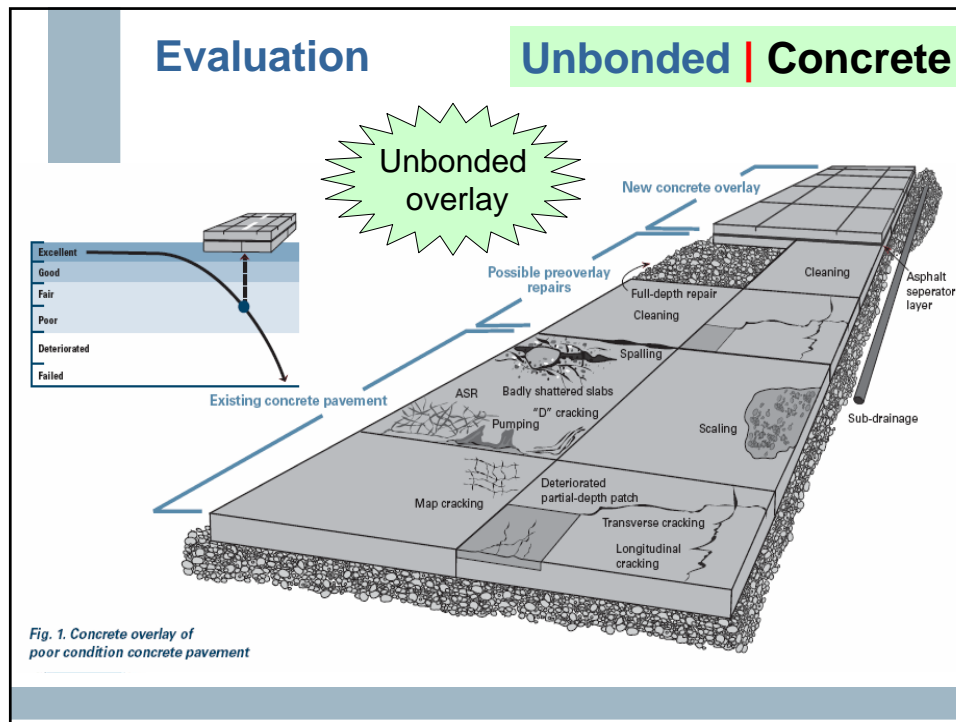 Evaluation
Unbonded | Concrete
Unbonded
overlay
New concrete overlay
Possible preoverlay
repairs
Existing concrete pavement
Excellent
Good
Fair
Poor
Deteriorated
Failed
Cleaning
Asphalt
seperator
layer
Full-depth repair
Cleaning
Spalling
ASR
Badly shattered slabs
"D" cracking
Pumping
Scaling
Sub-drainage
Map cracking
Deteriorated
partial-depth patch
Transverse cracking
Longitudinal
cracking
Fig. 1. Concrete overlay of
poor condition concrete pavement